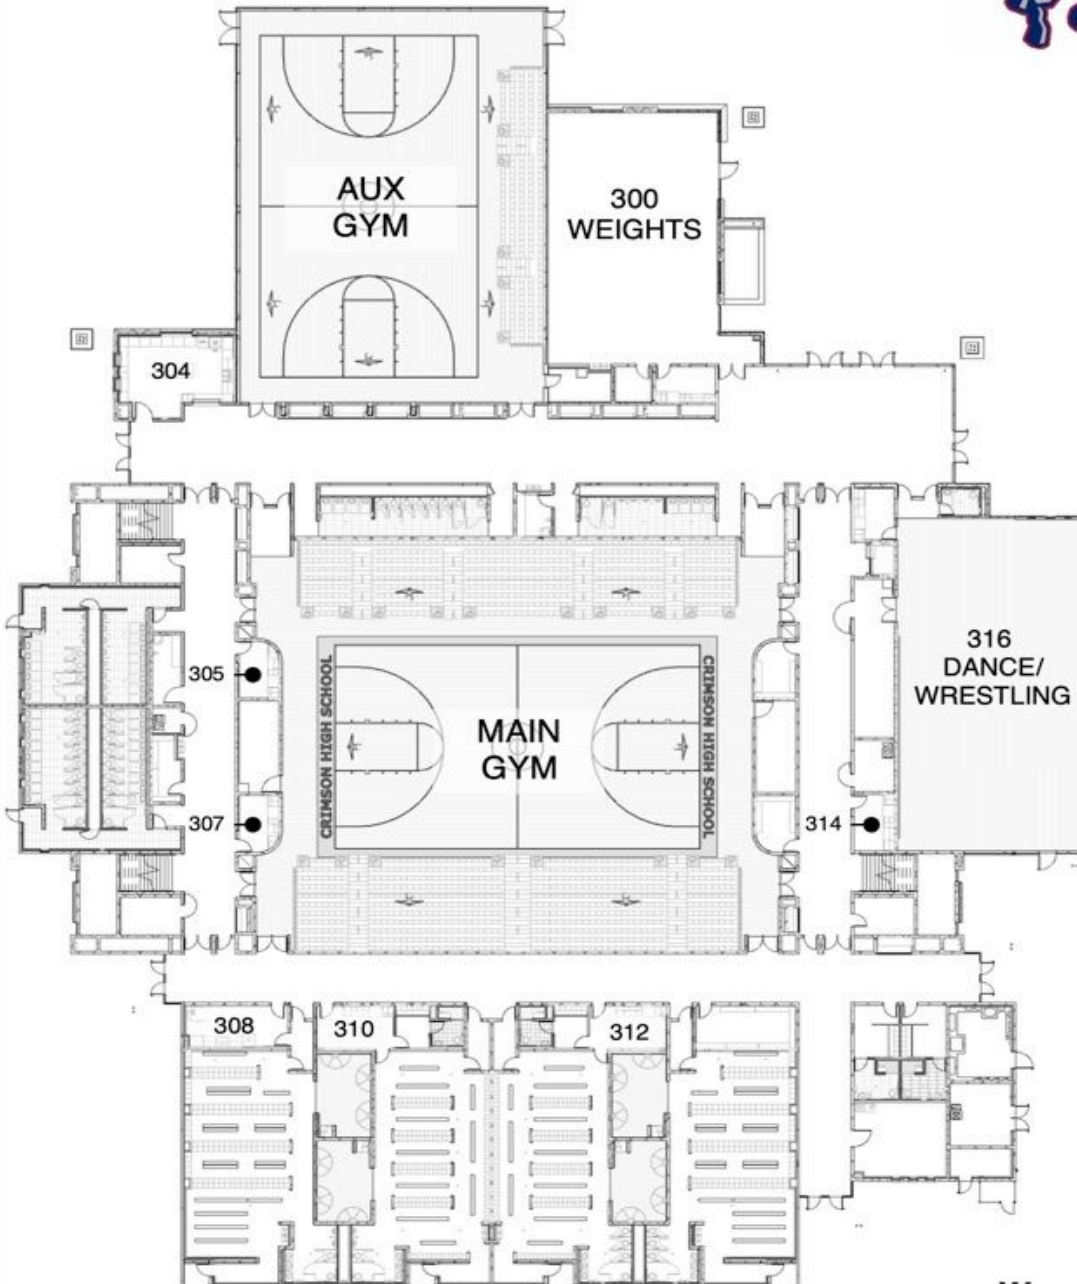 AUX
GYM
300
WEIGHTS
304
305
CRIMSON HIGH SCHOOL
MAIN
GYM
CRIMSON HIGH SCHOOL
316
DANCE/
WRESTLING
307
314
308
310
312